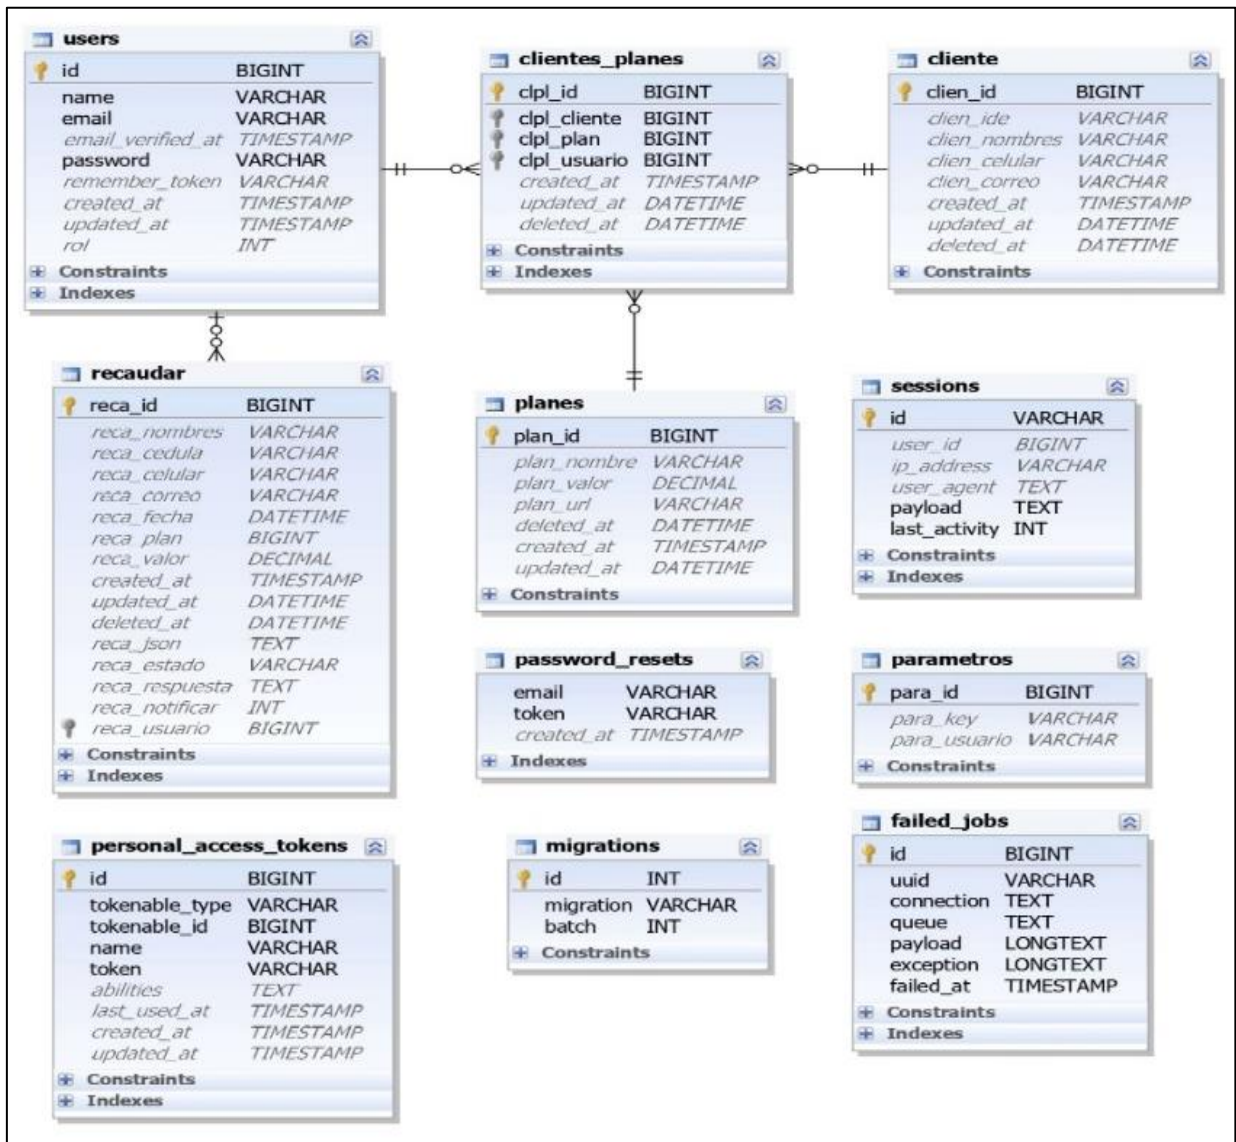 users
id BIGINT
name VARCHAR
email VARCHAR
email_verified_at TIMESTAMP
password VARCHAR
remember_token VARCHAR
created_at TIMESTAMP
updated_at TIMESTAMP
rol INT
Constraints
Indexes
clientes_planes
clpl_id BIGINT
clpl_cliente BIGINT
clpl_plan BIGINT
clpl_usuario BIGINT
created_at TIMESTAMP
updated_at DATETIME
deleted_at DATETIME
Constraints
Indexes
cliente
clien_id BIGINT
clien_ide VARCHAR
clien_nombres VARCHAR
clien_celular VARCHAR
clien_correo VARCHAR
created_at TIMESTAMP
updated_at DATETIME
deleted_at DATETIME
Constraints
recaudar
reca_id BIGINT
reca_nombres VARCHAR
reca_cedula VARCHAR
reca_celular VARCHAR
reca_correo VARCHAR
reca_fecha DATETIME
reca_plan BIGINT
reca_valor DECIMAL
created_at TIMESTAMP
updated_at DATETIME
deleted_at DATETIME
reca_json TEXT
reca_estado VARCHAR
reca_respuesta TEXT
reca_notificar INT
reca_usuario BIGINT
Constraints
Indexes
planes
plan_id BIGINT
plan_nombre VARCHAR
plan_valor DECIMAL
plan_url VARCHAR
deleted_at DATETIME
created_at TIMESTAMP
updated_at DATETIME
Constraints
sessions
id VARCHAR
user_id BIGINT
ip_address VARCHAR
user_agent TEXT
payload TEXT
last_activity INT
Constraints
Indexes
password_resets
email VARCHAR
token VARCHAR
created_at TIMESTAMP
Indexes
parametros
para_id BIGINT
para_key VARCHAR
para_usuario VARCHAR
Constraints
personal_access_tokens
id BIGINT
tokenable_type VARCHAR
tokenable_id BIGINT
name VARCHAR
token VARCHAR
abilities TEXT
last_used_at TIMESTAMP
created_at TIMESTAMP
updated_at TIMESTAMP
Constraints
Indexes
migrations
id INT
migration VARCHAR
batch INT
Constraints
failed_jobs
id BIGINT
uuid VARCHAR
connection TEXT
queue TEXT
payload LONGTEXT
exception LONGTEXT
failed_at TIMESTAMP
Constraints
Indexes